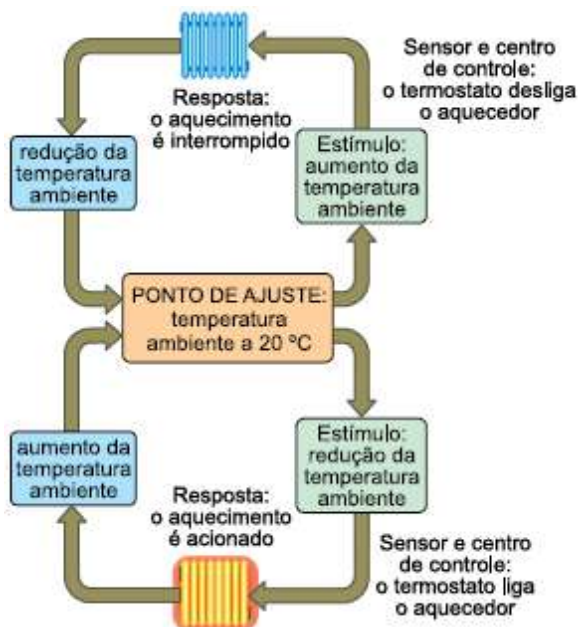 Sensor e centro
de controle:
o termostato desliga
o aquecedor
Resposta:
o aquecimento
é interrompido
redução da
temperatura
ambiente
Estímulo:
aumento da
temperatura
ambiente
PONTO DE AJUSTE:
temperatura
ambiente a 20 ºC
aumento da
temperatura
ambiente
Estímulo:
redução da
temperatura
ambiente
Resposta:
o aquecimento
é acionado
Sensor e centro
de controle:
o termostato liga
o aquecedor